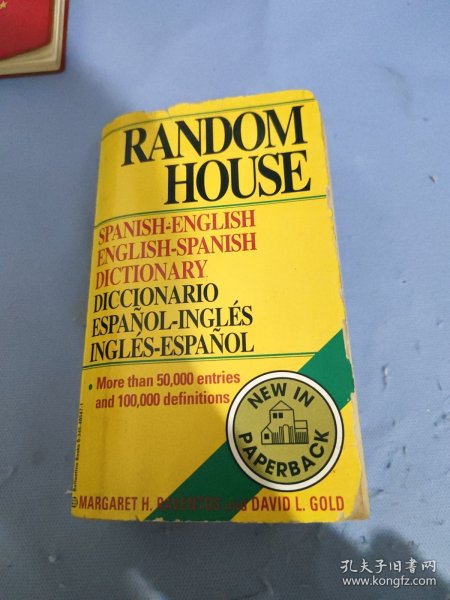 RANDOM
HOUSE
SPANISH-ENGLISH
ENGLISH-SPANISH
DICTIONARY
DICCIONARIO
ESPAÑOL-INGLÉS
INGLÉS-ESPAÑOL
• More than 50,000 entries
and 100,000 definitions
NEW IN
PAPERBACK
MARGARET H. and DAVID L. GOLD
孔夫子旧书网
www.kongfz.com